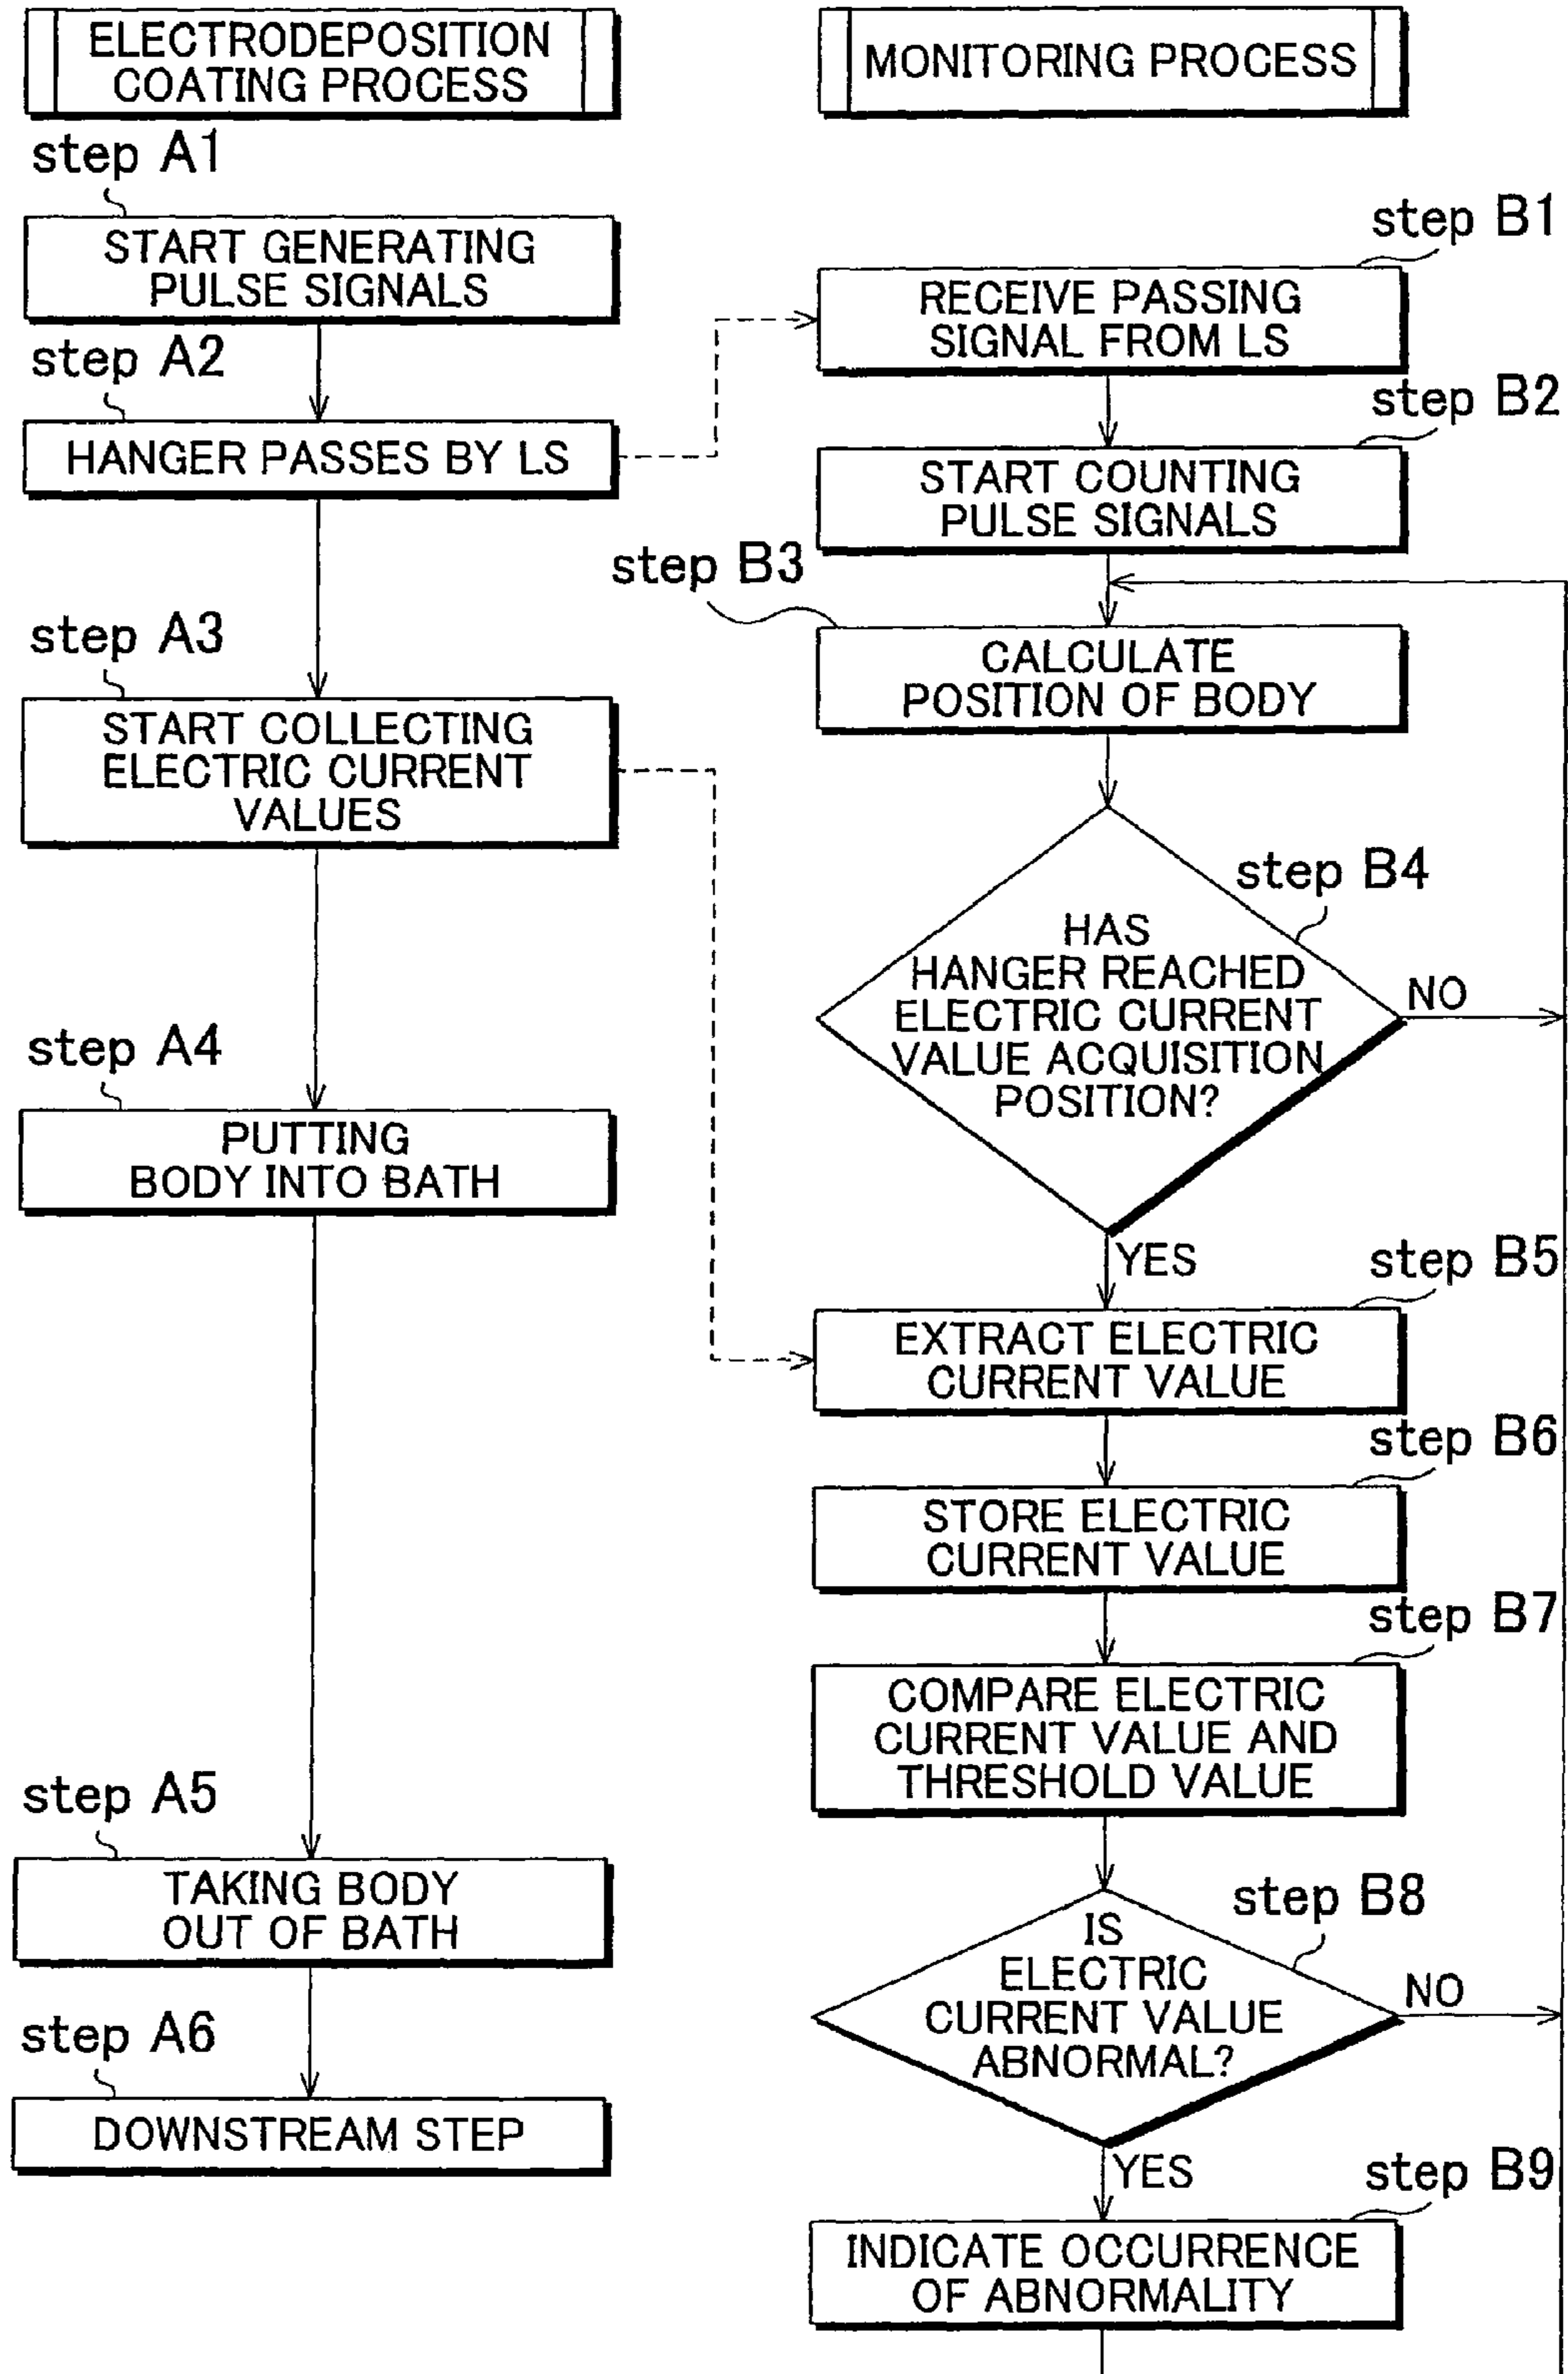 ELECTRODEPOSITION
COATING PROCESS
step A1
START GENERATING
PULSE SIGNALS
step A2
HANGER PASSES BY LS
step A3
START COLLECTING
ELECTRIC CURRENT
VALUES
step A4
PUTTING
BODY INTO BATH
step A5
TAKING BODY
OUT OF BATH
step A6
DOWNSTREAM STEP
MONITORING PROCESS
step B1
RECEIVE PASSING
SIGNAL FROM LS
step B2
START COUNTING
PULSE SIGNALS
step B3
CALCULATE
POSITION OF BODY
step B4
HAS
HANGER REACHED
ELECTRIC CURRENT
VALUE ACQUISITION
POSITION?
NO
YES
step B5
EXTRACT ELECTRIC
CURRENT VALUE
step B6
STORE ELECTRIC
CURRENT VALUE
step B7
COMPARE ELECTRIC
CURRENT VALUE AND
THRESHOLD VALUE
step B8
IS
ELECTRIC
CURRENT VALUE
ABNORMAL?
NO
YES
step B9
INDICATE OCCURRENCE
OF ABNORMALITY